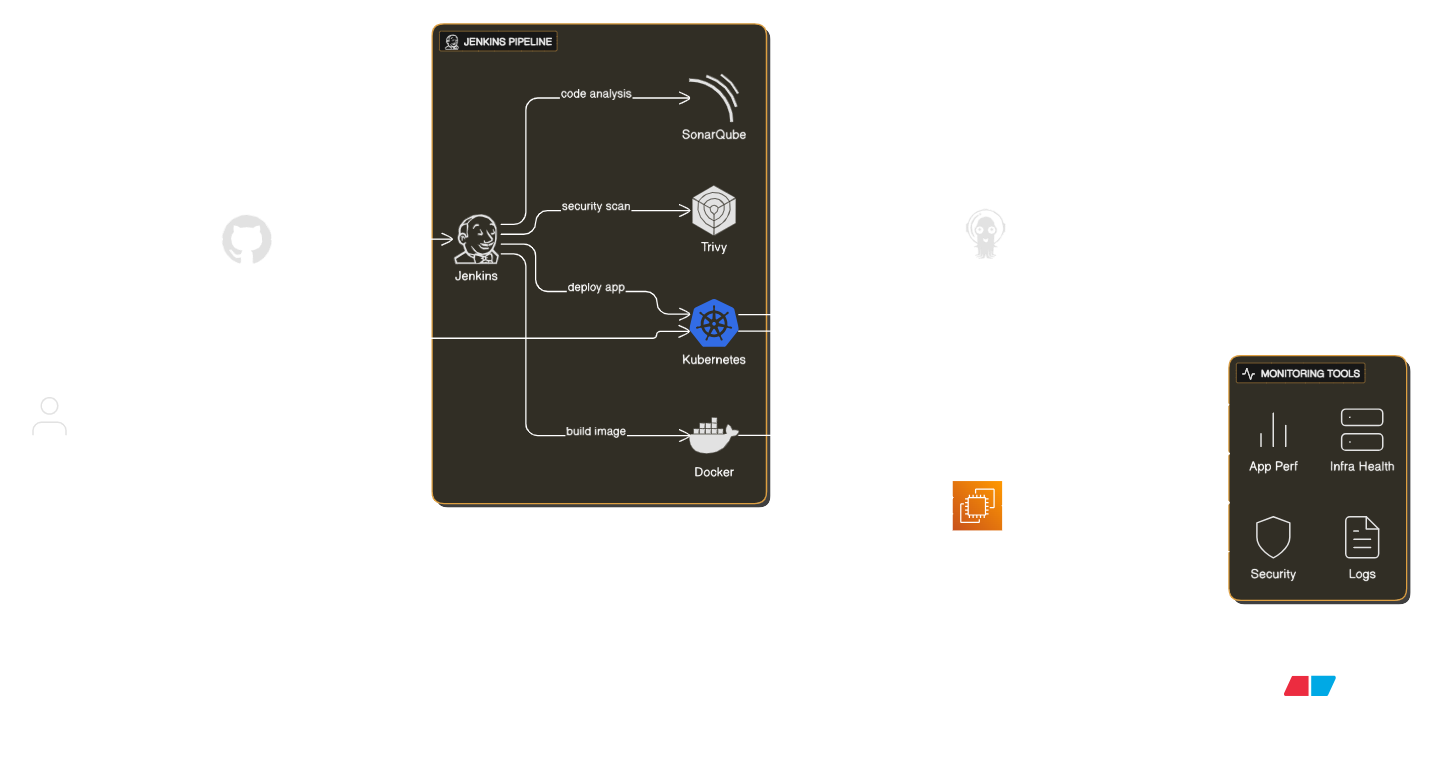 JENKINS PIPELINE
code analysis
SonarQube
security scan
Trivy
Jenkins
deploy app
Kubernetes
build image
Docker
MONITORING TOOLS
App Perf
Infra Health
Security
Logs